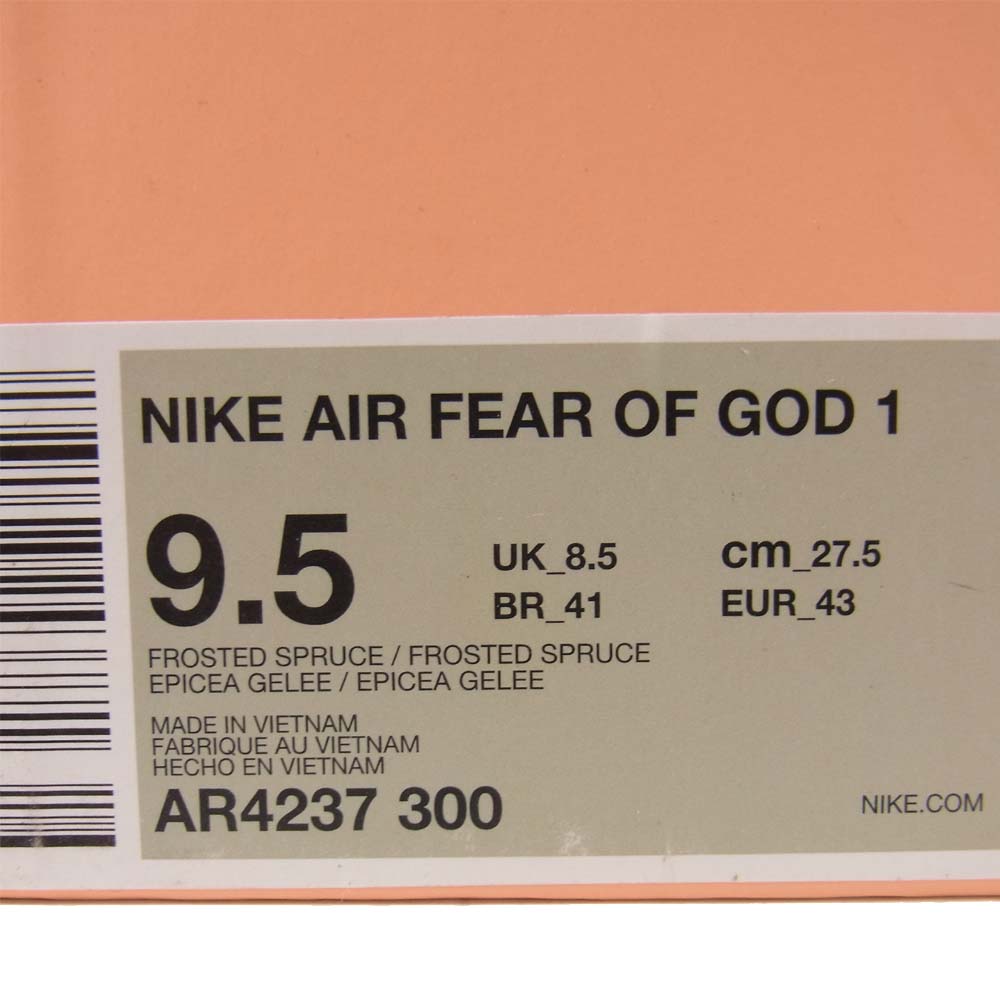 NIKE AIR FEAR OF GOD 1
9.5 UK_8.5 cm_27.5
BR_41 EUR_43
FROSTED SPRUCE / FROSTED SPRUCE
EPICEA GELEE / EPICEA GELEE
MADE IN VIETNAM
FABRIQUE AU VIETNAM
HECHO EN VIETNAM
AR4237 300 NIKE.COM